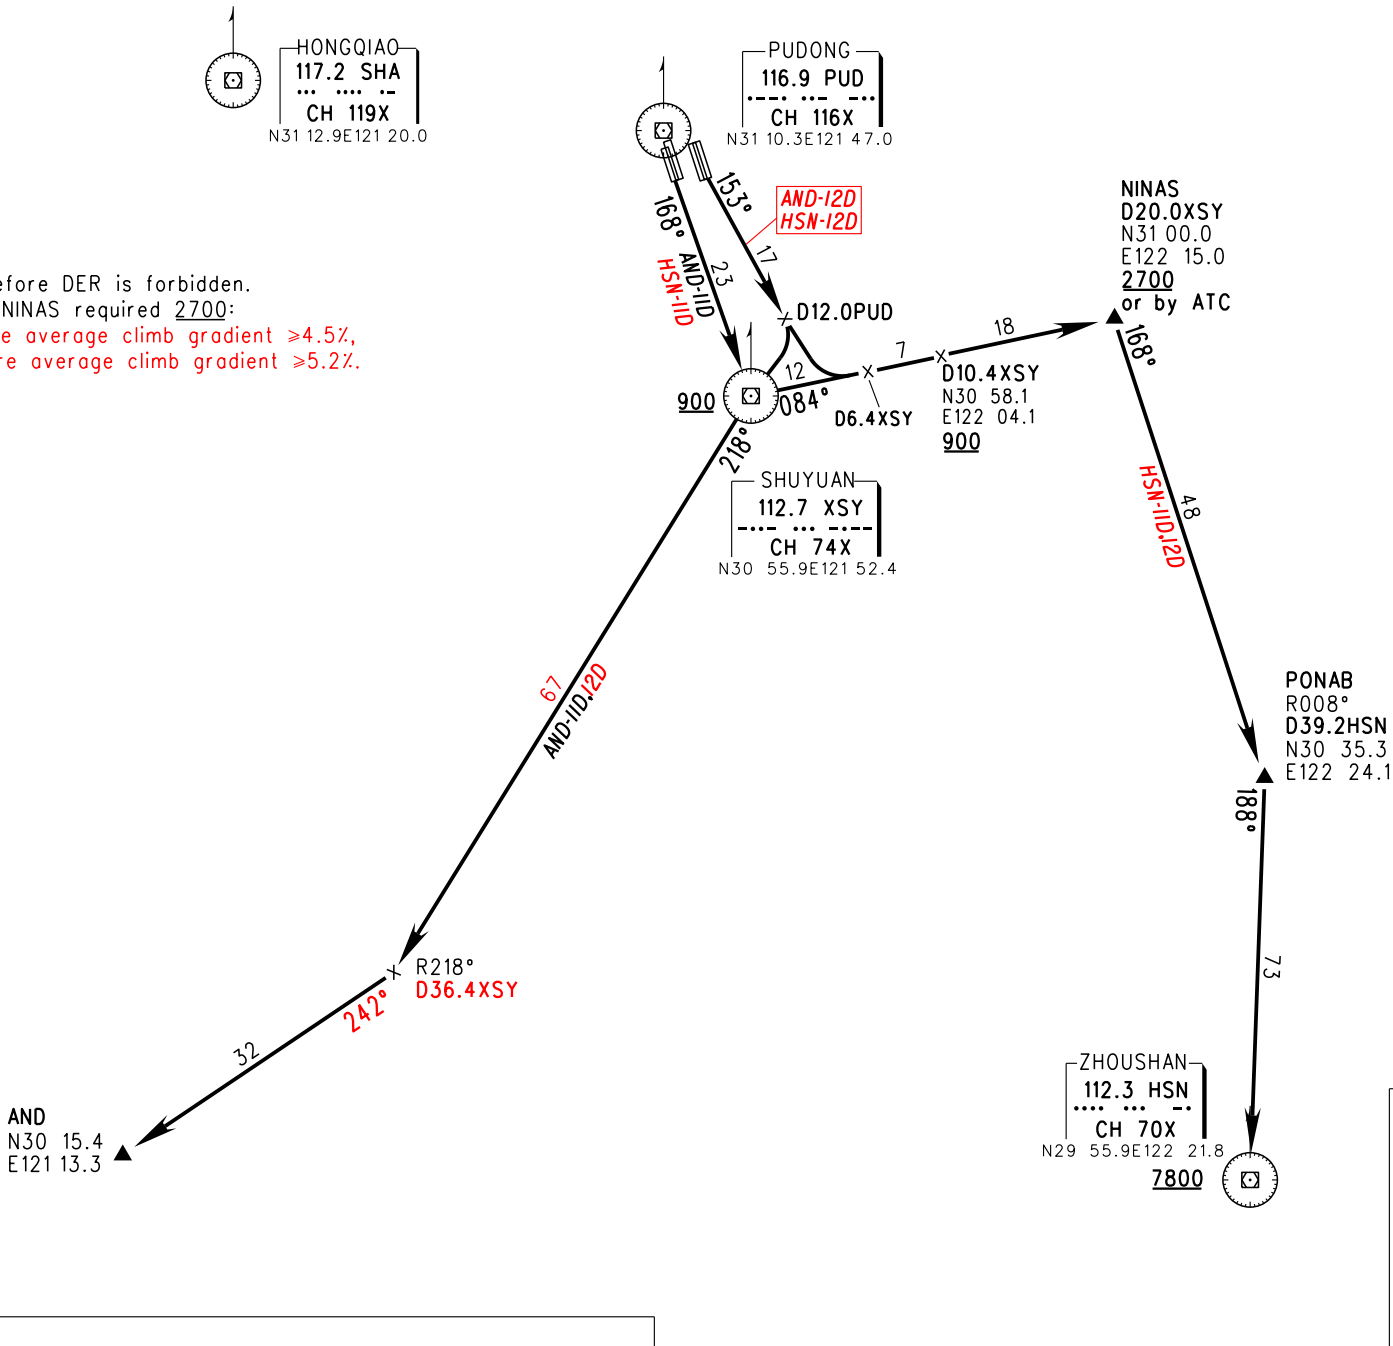 HONGQIAO
117.2 SHA
CH 119X
N31 12.9E121 20.0
PUDONG
116.9 PUD
CH 116X
N31 10.3E121 47.0
153°
AND-12D
HSN-12D
17
168°
AND-11D
HSN-11D
23
efore DER is forbidden.
NINAS required 2700:
e average climb gradient ≥4.5%,
re average climb gradient ≥5.2%.
NINAS
D20.0XSY
N31 00.0
E122 15.0
2700
or by ATC
D12.0PUD
18
7
12
168°
084°
900
218°
D6.4XSY
D10.4XSY
N30 58.1
E122 04.1
900
SHUYUAN
112.7 XSY
CH 74X
N30 55.9E121 52.4
48
HSN-11D,12D
67
AND-11D,12D
PONAB
R008°
D39.2HSN
N30 35.3
E122 24.1
188°
73
R218°
D36.4XSY
242°
32
AND
N30 15.4
E121 13.3
ZHOUSHAN
112.3 HSN
CH 70X
N29 55.9E122 21.8
7800